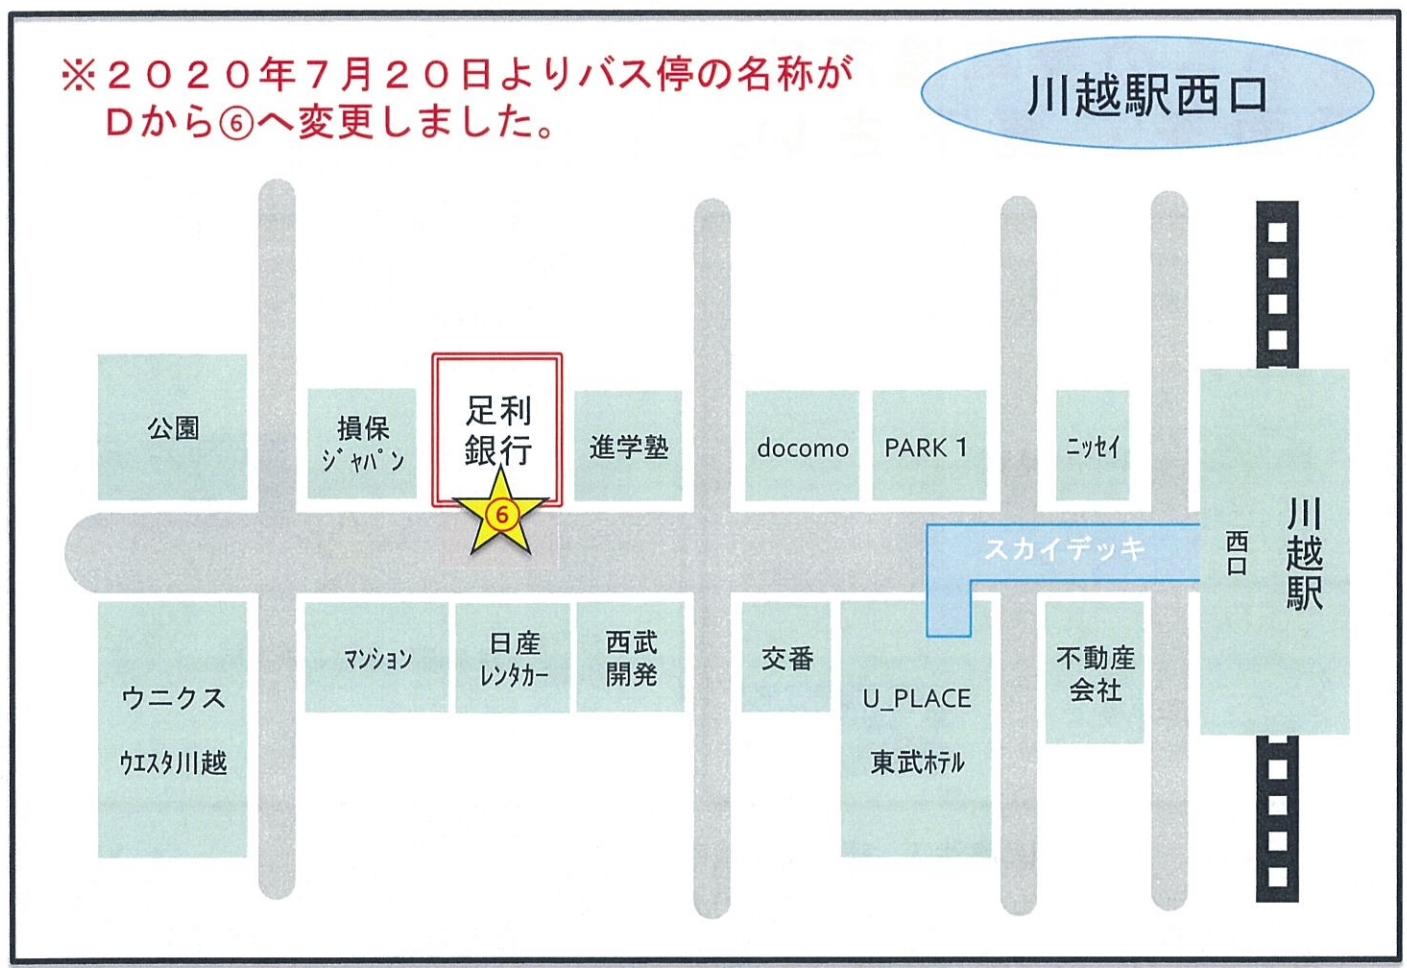 ※２０２０年７月２０日よりバス停の名称が
Ｄから⑥へ変更しました。
川越駅西口
公園
損保
ｼﾞｬﾊﾟﾝ
足利
銀行
⑥
進学塾
docomo
PARK 1
ﾆｯｾｲ
スカイデッキ
西口
川越駅
ウニクス
ｳｴｽﾀ川越
ﾏﾝｼｮﾝ
日産
ﾚﾝﾀｶｰ
西武
開発
交番
U_PLACE
東武ﾎﾃﾙ
不動産
会社